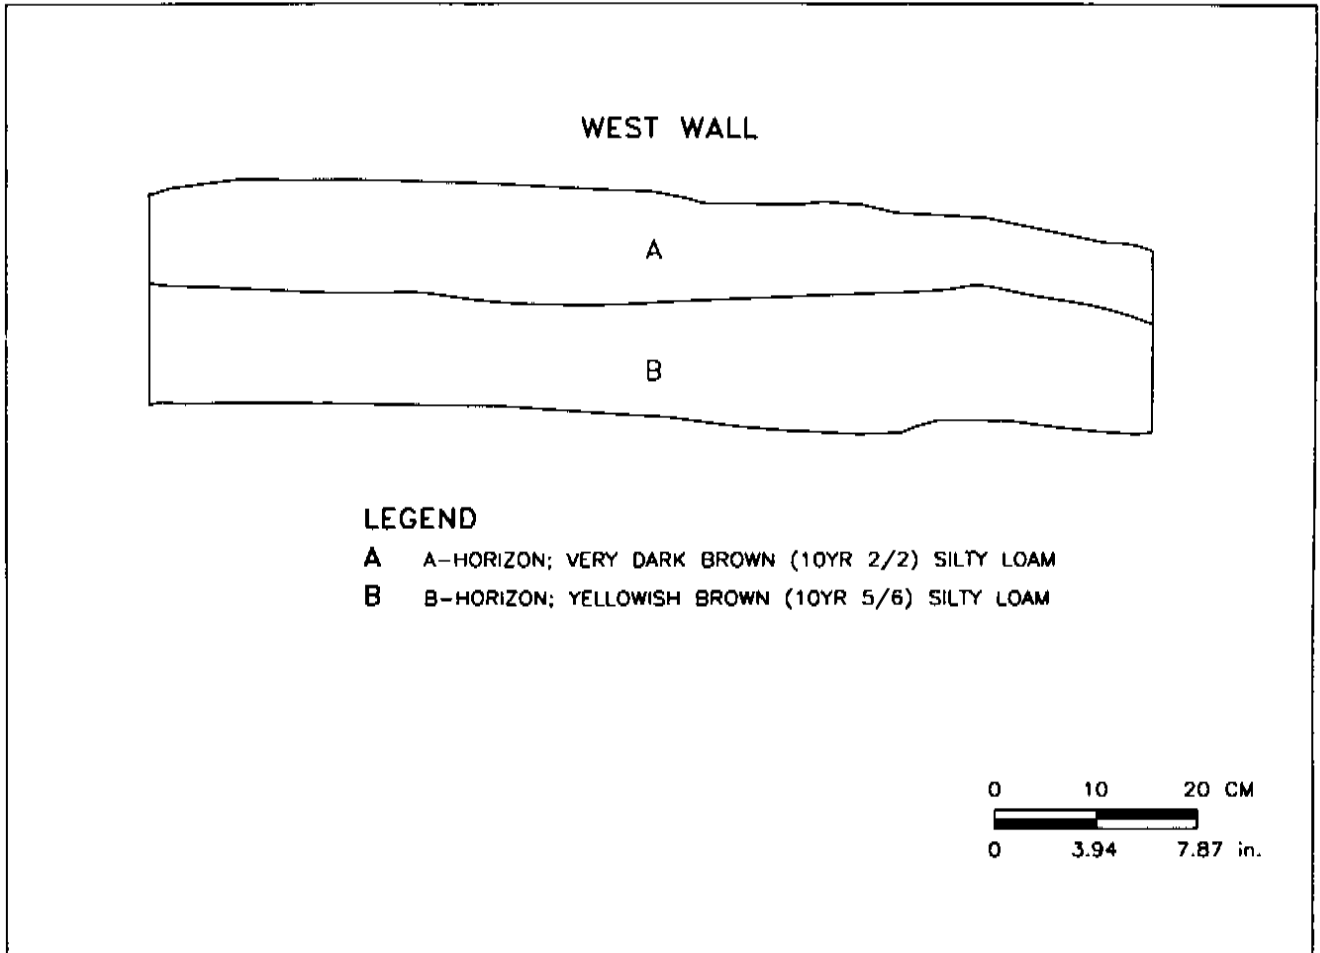 WEST WALL
A
B
LEGEND
A A-HORIZON; VERY DARK BROWN (10YR 2/2) SILTY LOAM
B B-HORIZON; YELLOWISH BROWN (10YR 5/6) SILTY LOAM
0 10 20 CM
0 3.94 7.87 in.